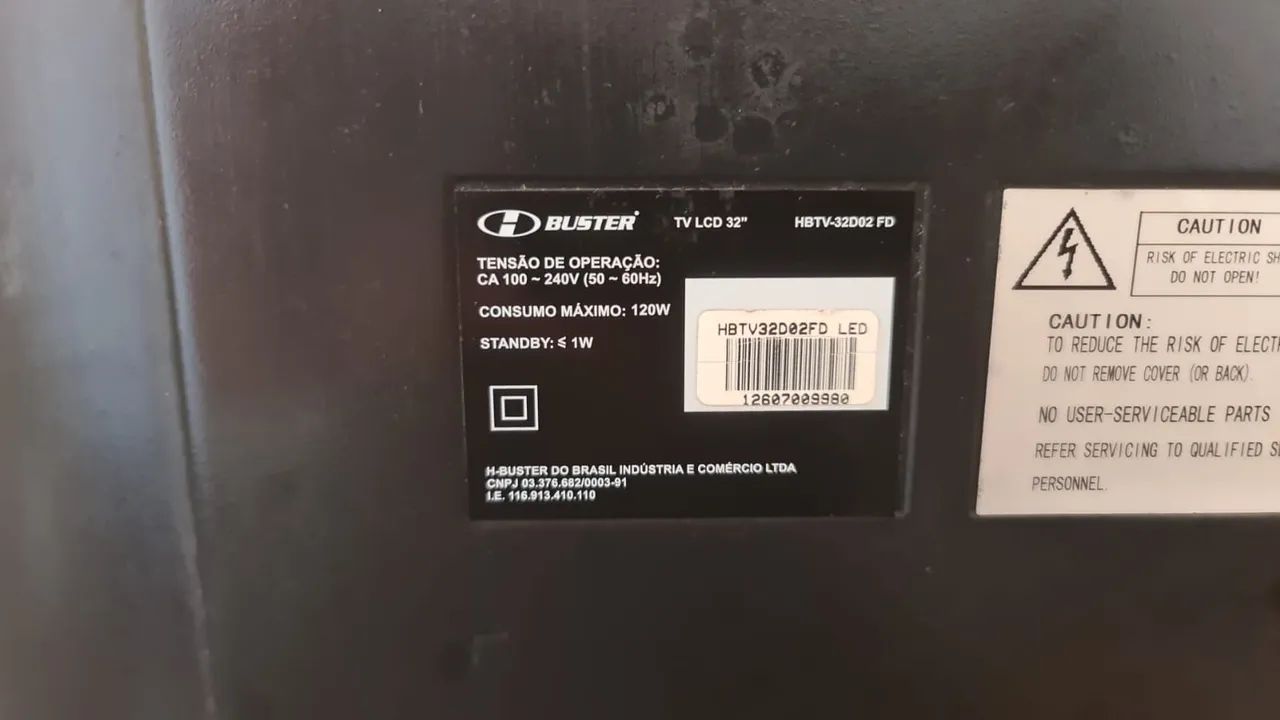 H BUSTER TV LCD 32" HBTV-32D02 FD
TENSÃO DE OPERAÇÃO:
CA 100 ~ 240V (50 ~ 60Hz)
CONSUMO MÁXIMO: 120W
STANDBY: ≤ 1W
HBTV32D02FD LED
12607009980
H-BUSTER DO BRASIL INDÚSTRIA E COMÉRCIO LTDA
CNPJ 03.376.682/0003-91
I.E. 116.913.410.110
CAUTION
RISK OF ELECTRIC SH
DO NOT OPEN!
CAUTION:
TO REDUCE THE RISK OF ELECT
DO NOT REMOVE COVER (OR BACK).
NO USER-SERVICEABLE PARTS
REFER SERVICING TO QUALIFIED S
PERSONNEL.